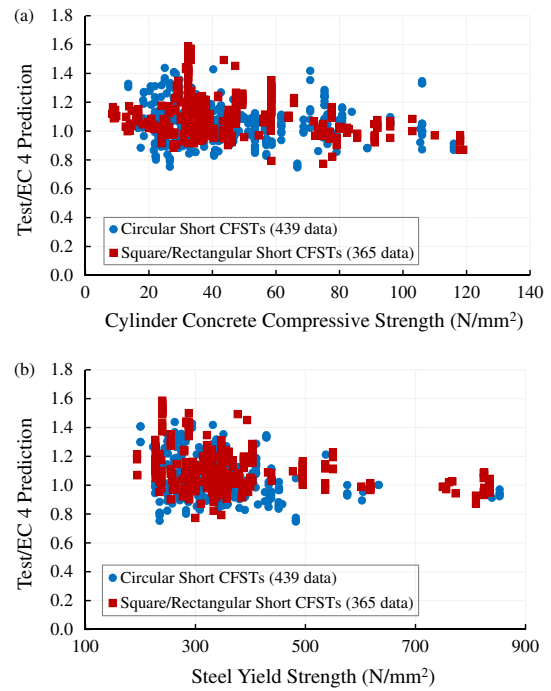 (a)
Test/EC 4 Prediction
1.8
1.6
1.4
1.2
1.0
0.8
0.6
0.4
0.2
0.0
Circular Short CFSTs (439 data)
Square/Rectangular Short CFSTs (365 data)
0 20 40 60 80 100 120 140
Cylinder Concrete Compressive Strength (N/mm²)
(b)
Test/EC 4 Prediction
1.8
1.6
1.4
1.2
1.0
0.8
0.6
0.4
0.2
0.0
Circular Short CFSTs (439 data)
Square/Rectangular Short CFSTs (365 data)
100 300 500 700 900
Steel Yield Strength (N/mm²)